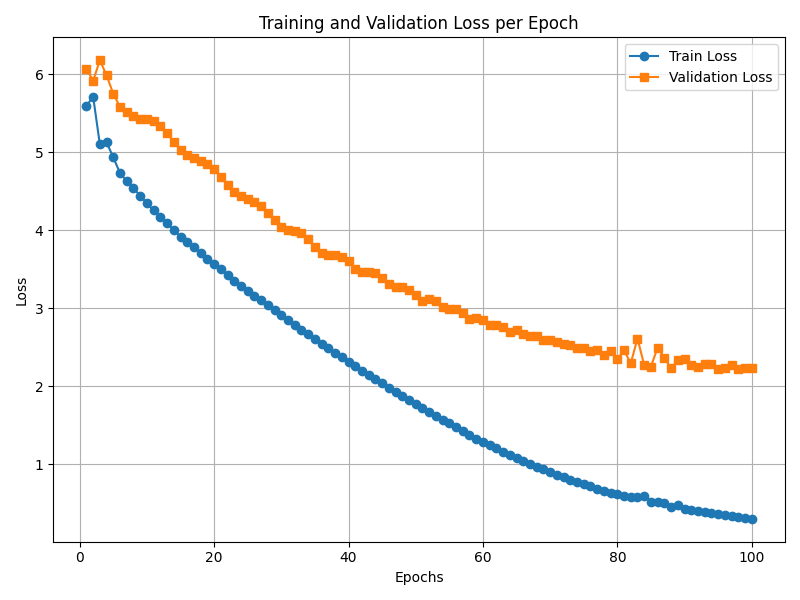 Training and Validation Loss per Epoch
Train Loss
Validation Loss
6
5
4
3
2
1
Loss
0 20 40 60 80 100
Epochs